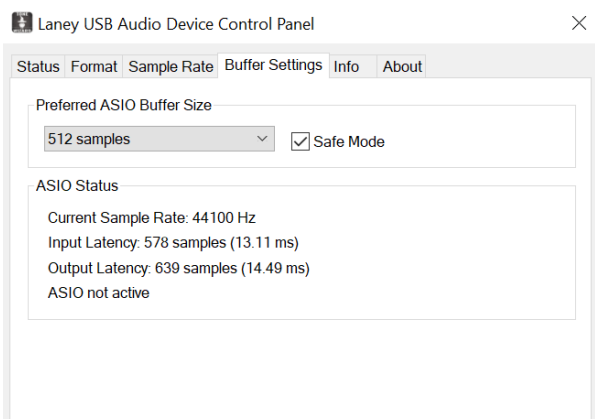 Laney USB Audio Device Control Panel
Status Format Sample Rate Buffer Settings Info About
Preferred ASIO Buffer Size
512 samples Safe Mode
ASIO Status
Current Sample Rate: 44100 Hz
Input Latency: 578 samples (13.11 ms)
Output Latency: 639 samples (14.49 ms)
ASIO not active